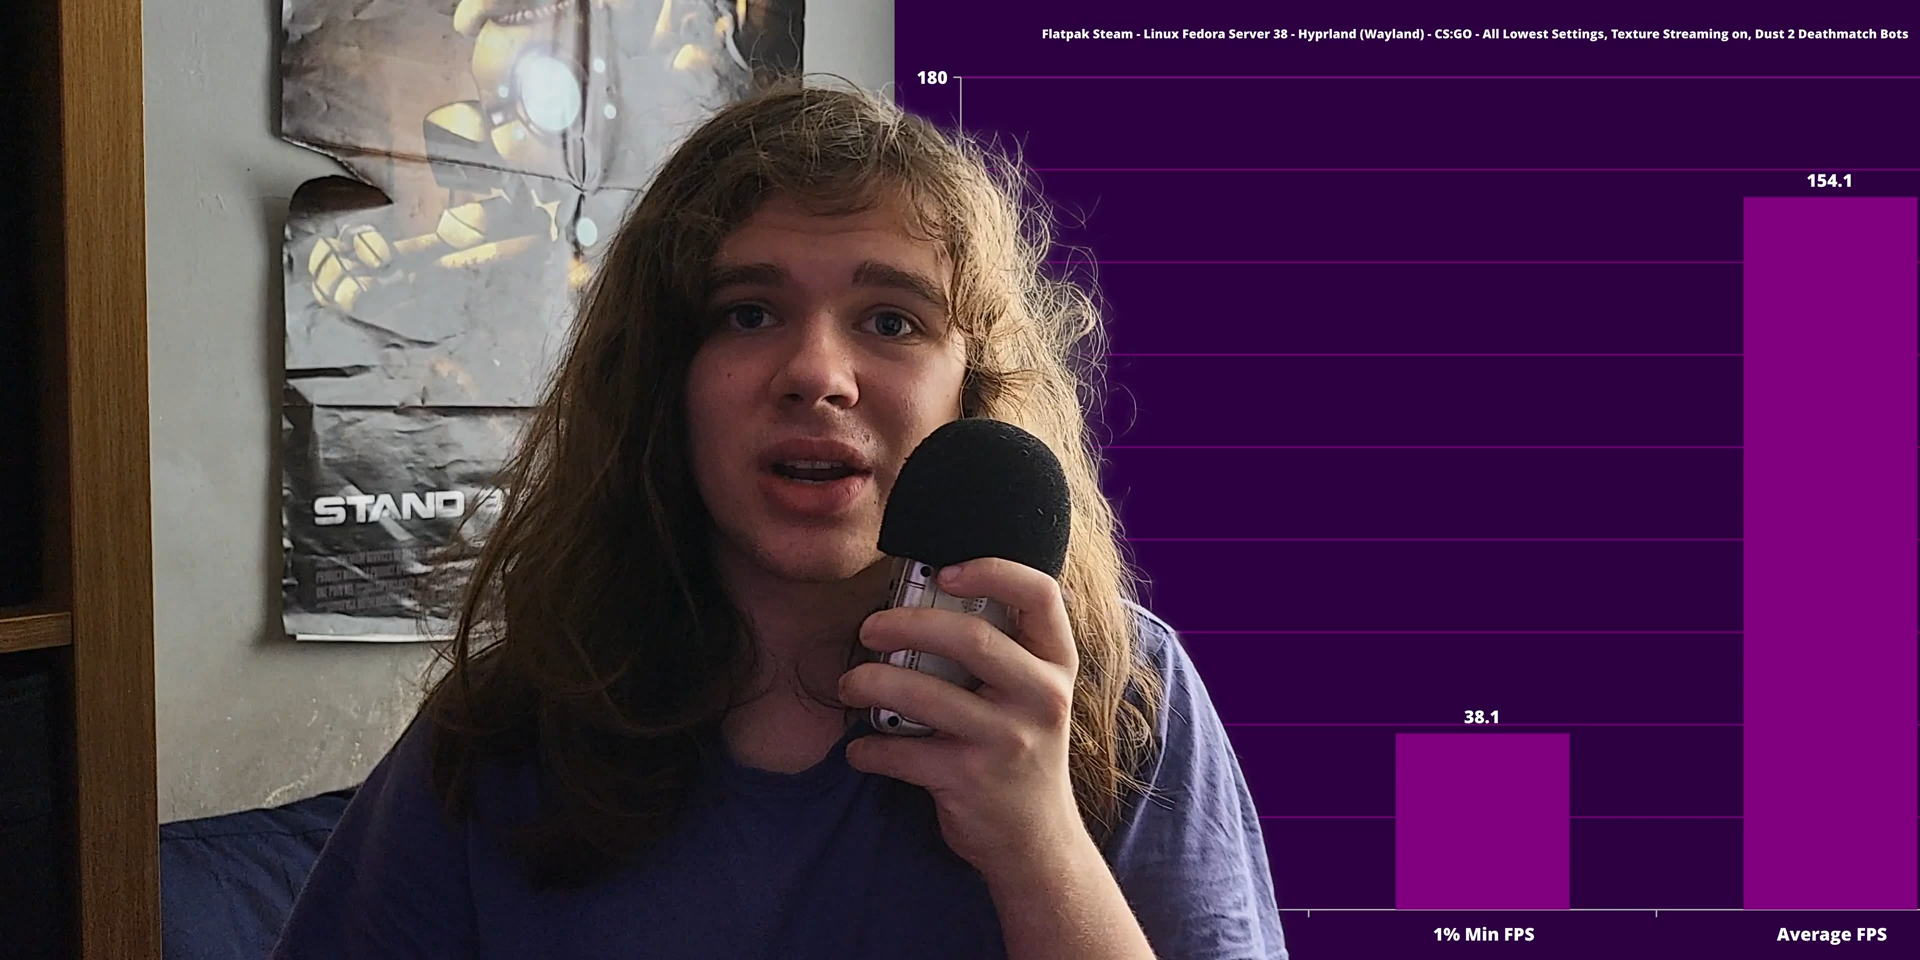 Flatpak Steam - Linux Fedora Server 38 - Hyprland (Wayland) - CS:GO - All Lowest Settings, Texture Streaming on, Dust 2 Deathmatch Bots
180
154.1
38.1
1% Min FPS
Average FPS
STAND